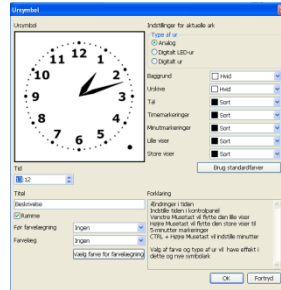 Ursymbol
Ursymbol
Indstillinger for aktuelle ark
Type af ur
Analog
Digitalt LED-ur
Digitalt ur
12
1
2
3
4
5
6
7
8
9
10
11
Baggrund
Hvid
Urskive
Hvid
Tal
Sort
Timemarkeringer
Sort
Minutmarkeringer
Sort
Lille viser
Sort
Store viser
Sort
Brug standardfarver
Tid
:12
Titel
Beskrivelse
Ramme
Før farvelægning
Ingen
Farvelæg
Ingen
Vælg farve for farvelægning
Forklaring
Ændringer i tiden
Indstille tiden i kontrolpanel
Venstre Musetast vil flytte den lille viser
Højre Musetast vil flytte den store viser til
5 minutter markeringer
CTRL + Højre Musetast vil indstille minutter
Valg af farve og type af ur vil have effekt i
dette og nye symbolark
OK
Fortryd